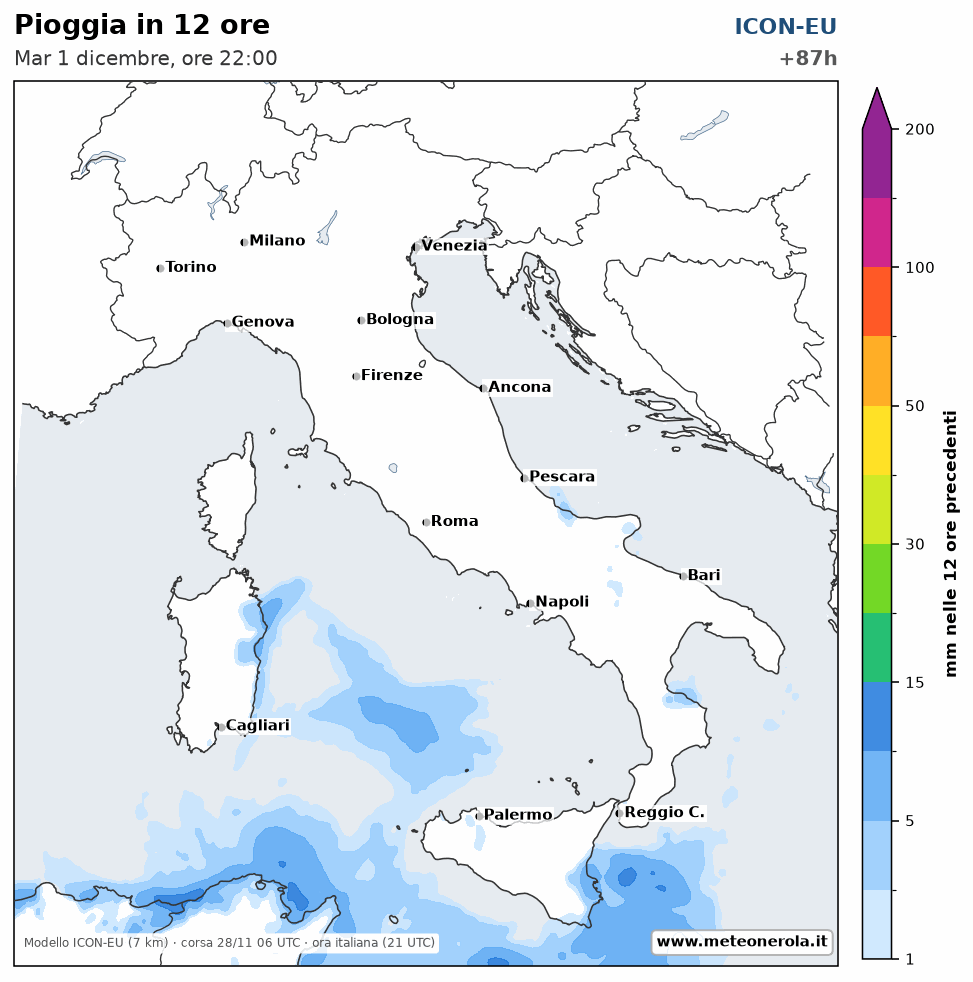 Pioggia in 12 ore
ICON-EU
Mar 1 dicembre, ore 22:00
+87h
200
Milano
Venezia
Torino
100
Genova
Bologna
Firenze
Ancona
50
Pescara
Roma
30
Bari
Napoli
mm nelle 12 ore precedenti
15
Cagliari
Palermo
Reggio C.
5
Modello ICON-EU (7 km) · corsa 28/11 06 UTC · ora italiana (21 UTC)
www.meteonerola.it
1